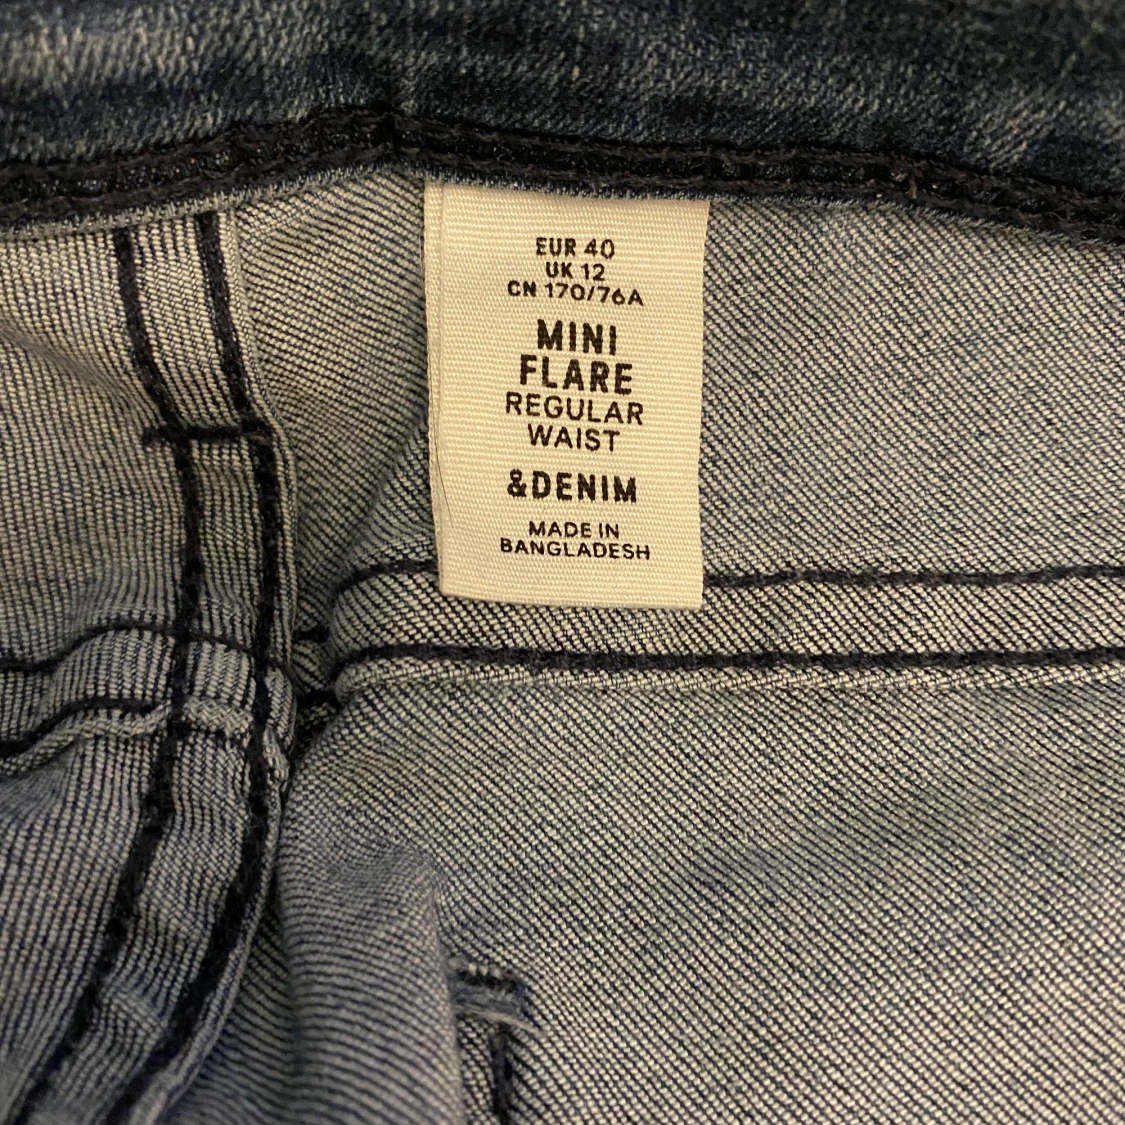 EUR 40
UK 12
CN 170/76A
MINI
FLARE
REGULAR
WAIST
&DENIM
MADE IN
BANGLADESH